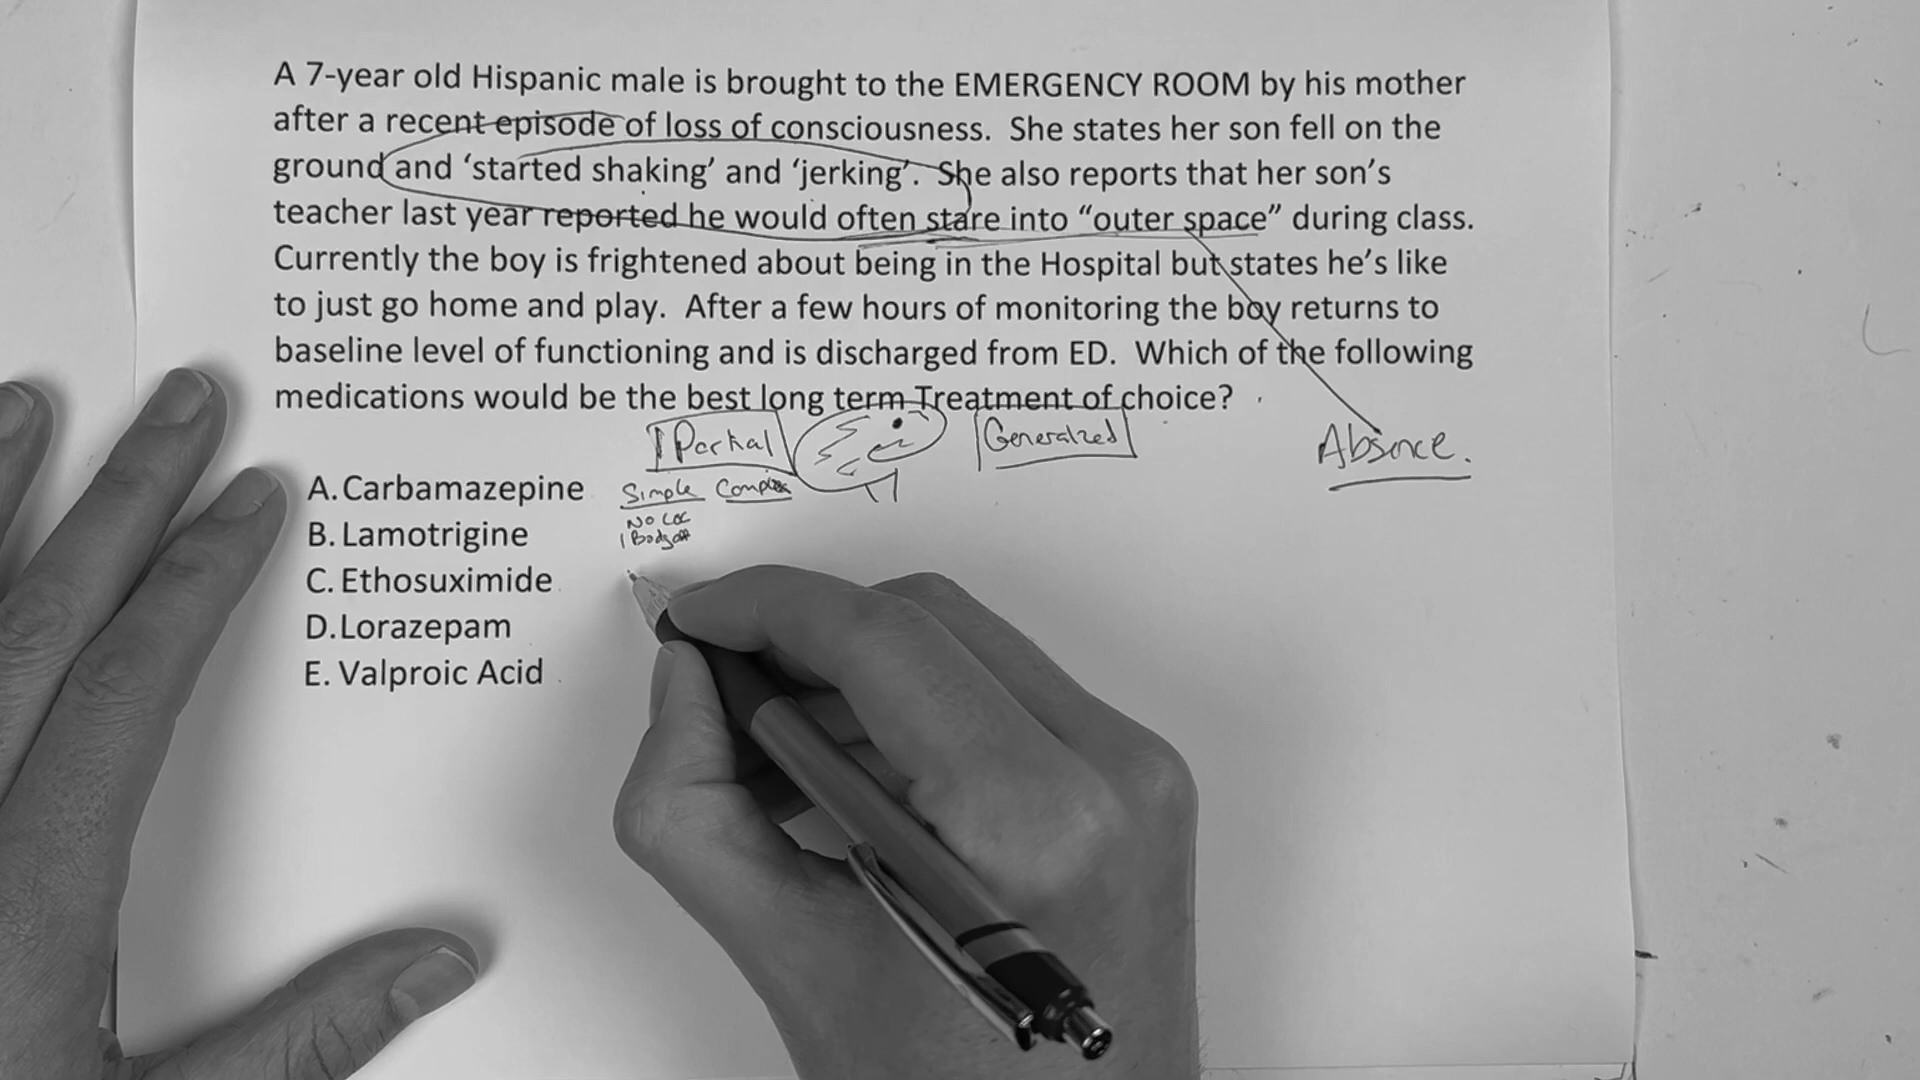 A 7-year old Hispanic male is brought to the EMERGENCY ROOM by his mother
after a recent episode of loss of consciousness. She states her son fell on the
ground and ‘started shaking’ and ‘jerking’. She also reports that her son’s
teacher last year reported he would often stare into “outer space” during class.
Currently the boy is frightened about being in the Hospital but states he’s like
to just go home and play. After a few hours of monitoring the boy returns to
baseline level of functioning and is discharged from ED. Which of the following
medications would be the best long term Treatment of choice?
Partial Generalzed Absence.
Simple Complex
No LOC
1 Body
A. Carbamazepine
B. Lamotrigine
C. Ethosuximide
D. Lorazepam
E. Valproic Acid